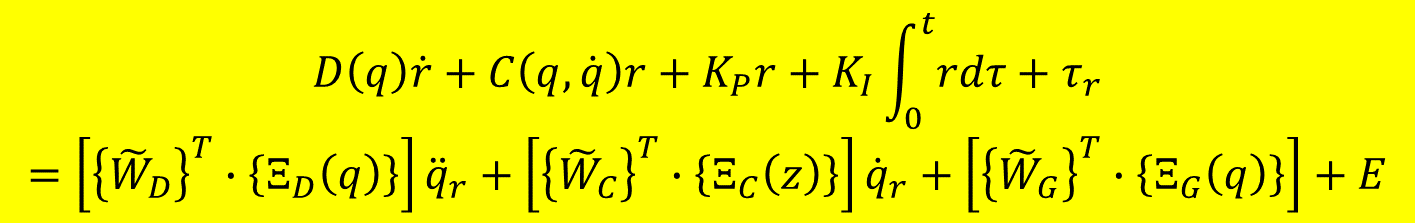 D(q)ṙ + C(q, q̇)r + K_P r + K_I ∫_0^t r dτ + τ_r
= [{W̃_D}^T · {Ξ_D(q)}] q̈_r + [{W̃_C}^T · {Ξ_C(z)}] q̇_r + [{W̃_G}^T · {Ξ_G(q)}] + E